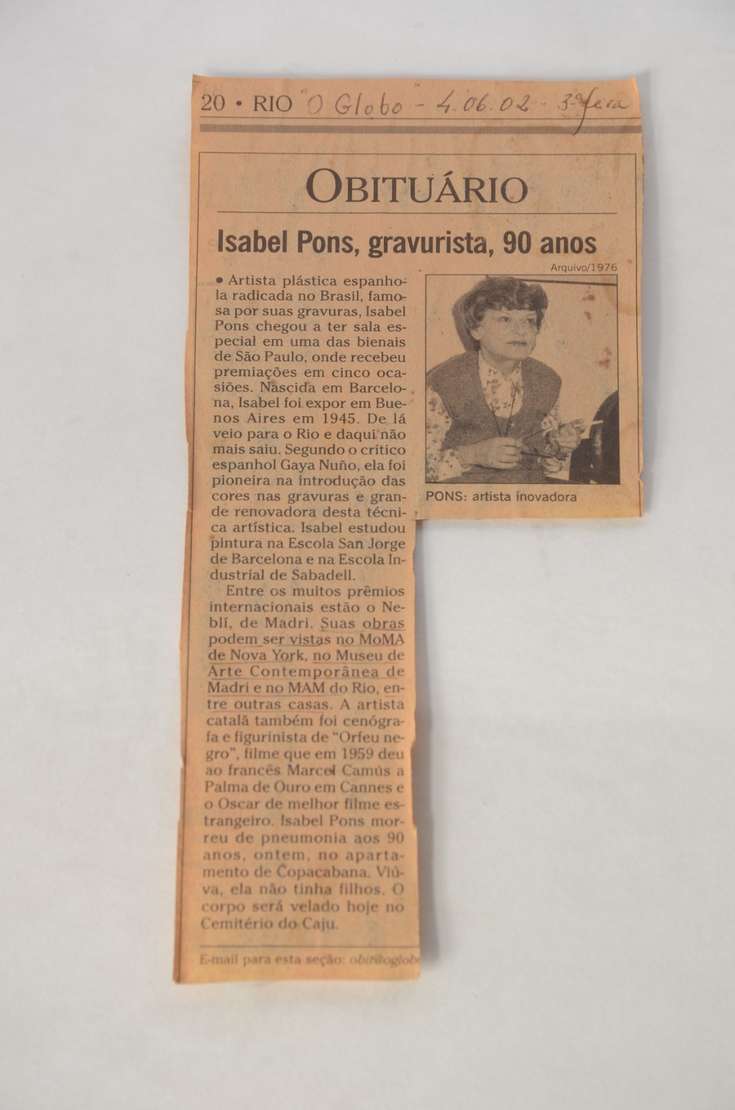 20 • RIO "O Globo - 4.06.02 - 3ª feira
OBITUÁRIO
Isabel Pons, gravurista, 90 anos
Arquivo/1976
• Artista plástica espanho-
la radicada no Brasil, famo-
sa por suas gravuras, Isabel
Pons chegou a ter sala es-
pecial em uma das bienais
de São Paulo, onde recebeu
premiações em cinco oca-
siões. Nascida em Barcelo-
na, Isabel foi expor em Bue-
nos Aires em 1945. De lá
veio para o Rio e daqui não
mais saiu. Segundo o crítico
espanhol Gaya Nuño, ela foi
pioneira na introdução das
cores nas gravuras e gran-
de renovadora desta técni-
ca artística. Isabel estudou
pintura na Escola San Jorge
de Barcelona e na Escola In-
dustrial de Sabadell.
Entre os muitos prêmios
internacionais estão o Ne-
blí, de Madri. Suas obras
podem ser vistas no MoMA
de Nova York, no Museu de
Arte Contemporânea de
Madri e no MAM do Rio, en-
tre outras casas. A artista
catalã também foi cenógra-
fa e figurinista de "Orfeu ne-
gro", filme que em 1959 deu
ao francês Marcel Camús a
Palma de Ouro em Cannes e
o Oscar de melhor filme es-
trangeiro. Isabel Pons mor-
reu de pneumonia aos 90
anos, ontem, no aparta-
mento de Copacabana. Viú-
va, ela não tinha filhos. O
corpo será velado hoje no
Cemitério do Caju.
PONS: artista inovadora
E-mail para esta seção: